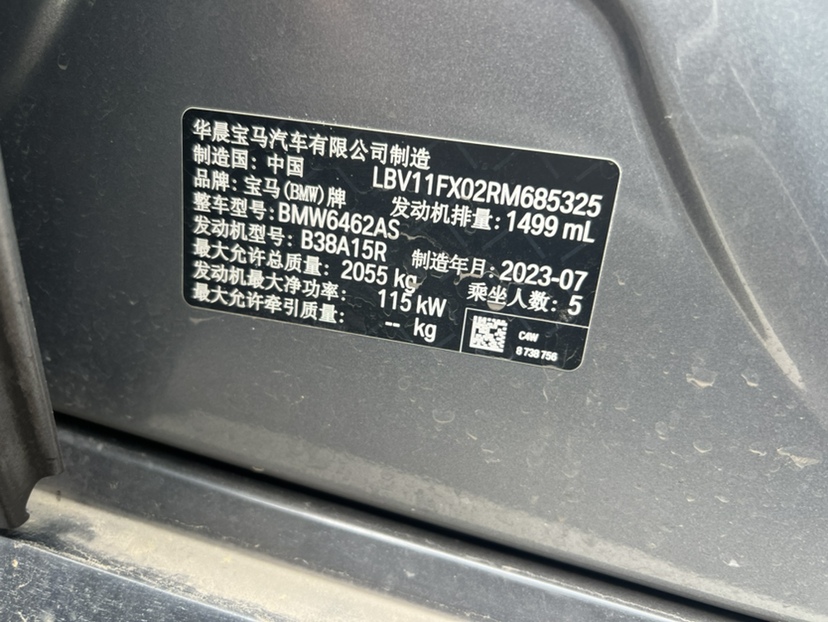 华晨宝马汽车有限公司制造
制造国：中国 LBV11FX02RM685325
品牌：宝马(BMW)牌 发动机排量：1499 mL
整车型号：BMW6462AS
发动机型号：B38A15R 制造年月：2023-07
最大允许总质量：2055 kg 乘坐人数：5
发动机最大净功率：115 kW
最大允许牵引质量：-- kg
C4W
8 738 756